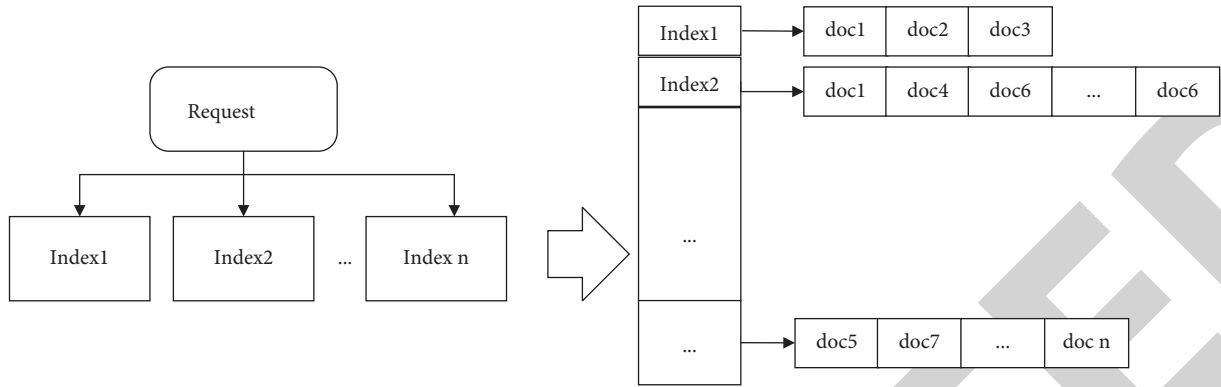 Request
Index1 Index2 ... Index n
Index1 doc1 doc2 doc3
Index2 doc1 doc4 doc6 ... doc6
...
... doc5 doc7 ... doc n